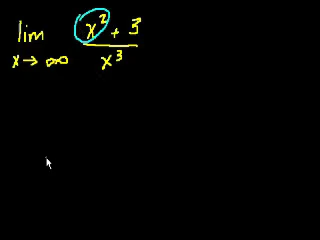 lim x² + 3
x → ∞ x³